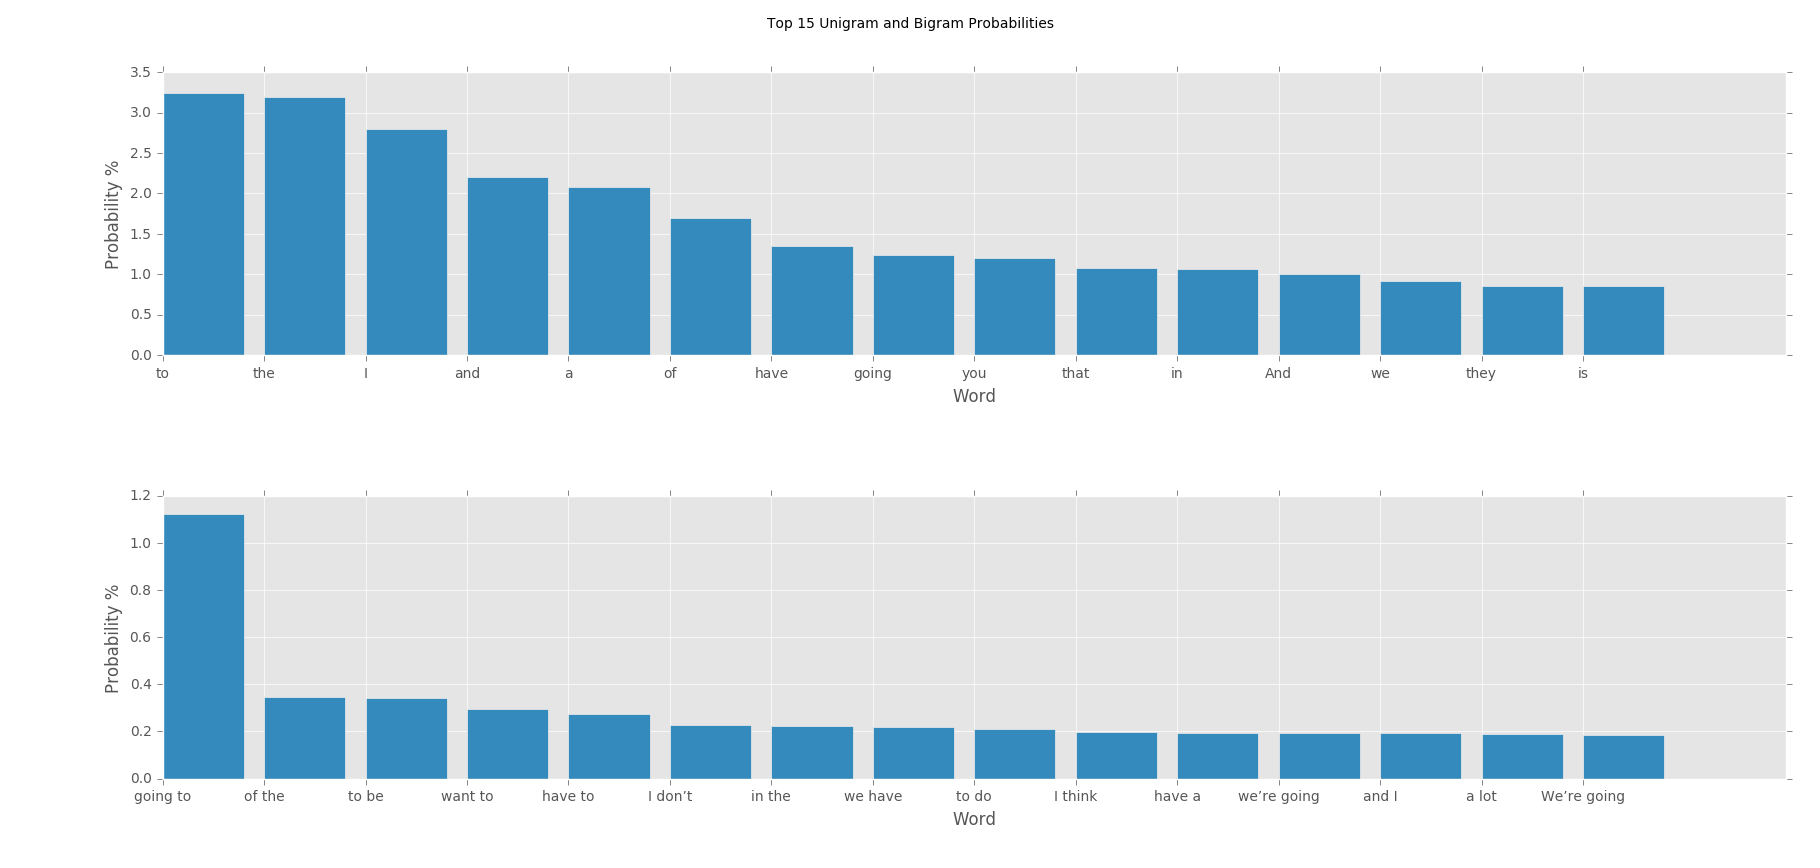 Top 15 Unigram and Bigram Probabilities
3.5
3.0
2.5
2.0
1.5
1.0
0.5
0.0
Probability %
to the I and a of have going you that in And we they is
Word
1.2
1.0
0.8
0.6
0.4
0.2
0.0
Probability %
going to of the to be want to have to I don’t in the we have to do I think have a we’re going and I a lot We’re going
Word